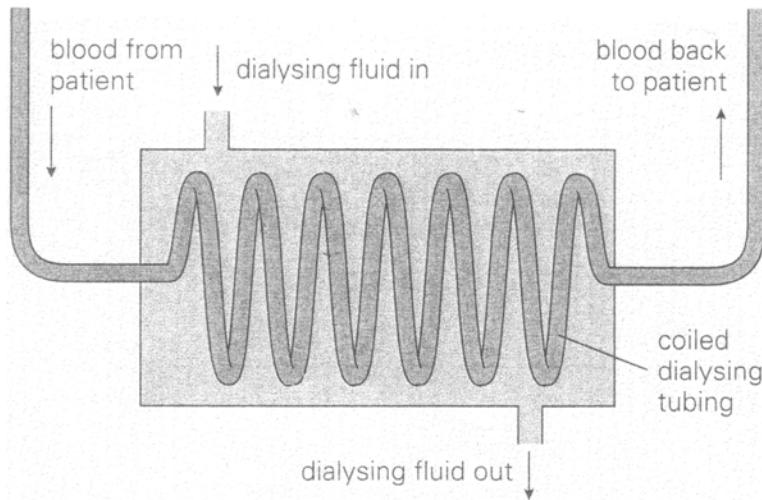 blood from
patient
dialysing fluid in
blood back
to patient
coiled
dialysing
tubing
dialysing fluid out